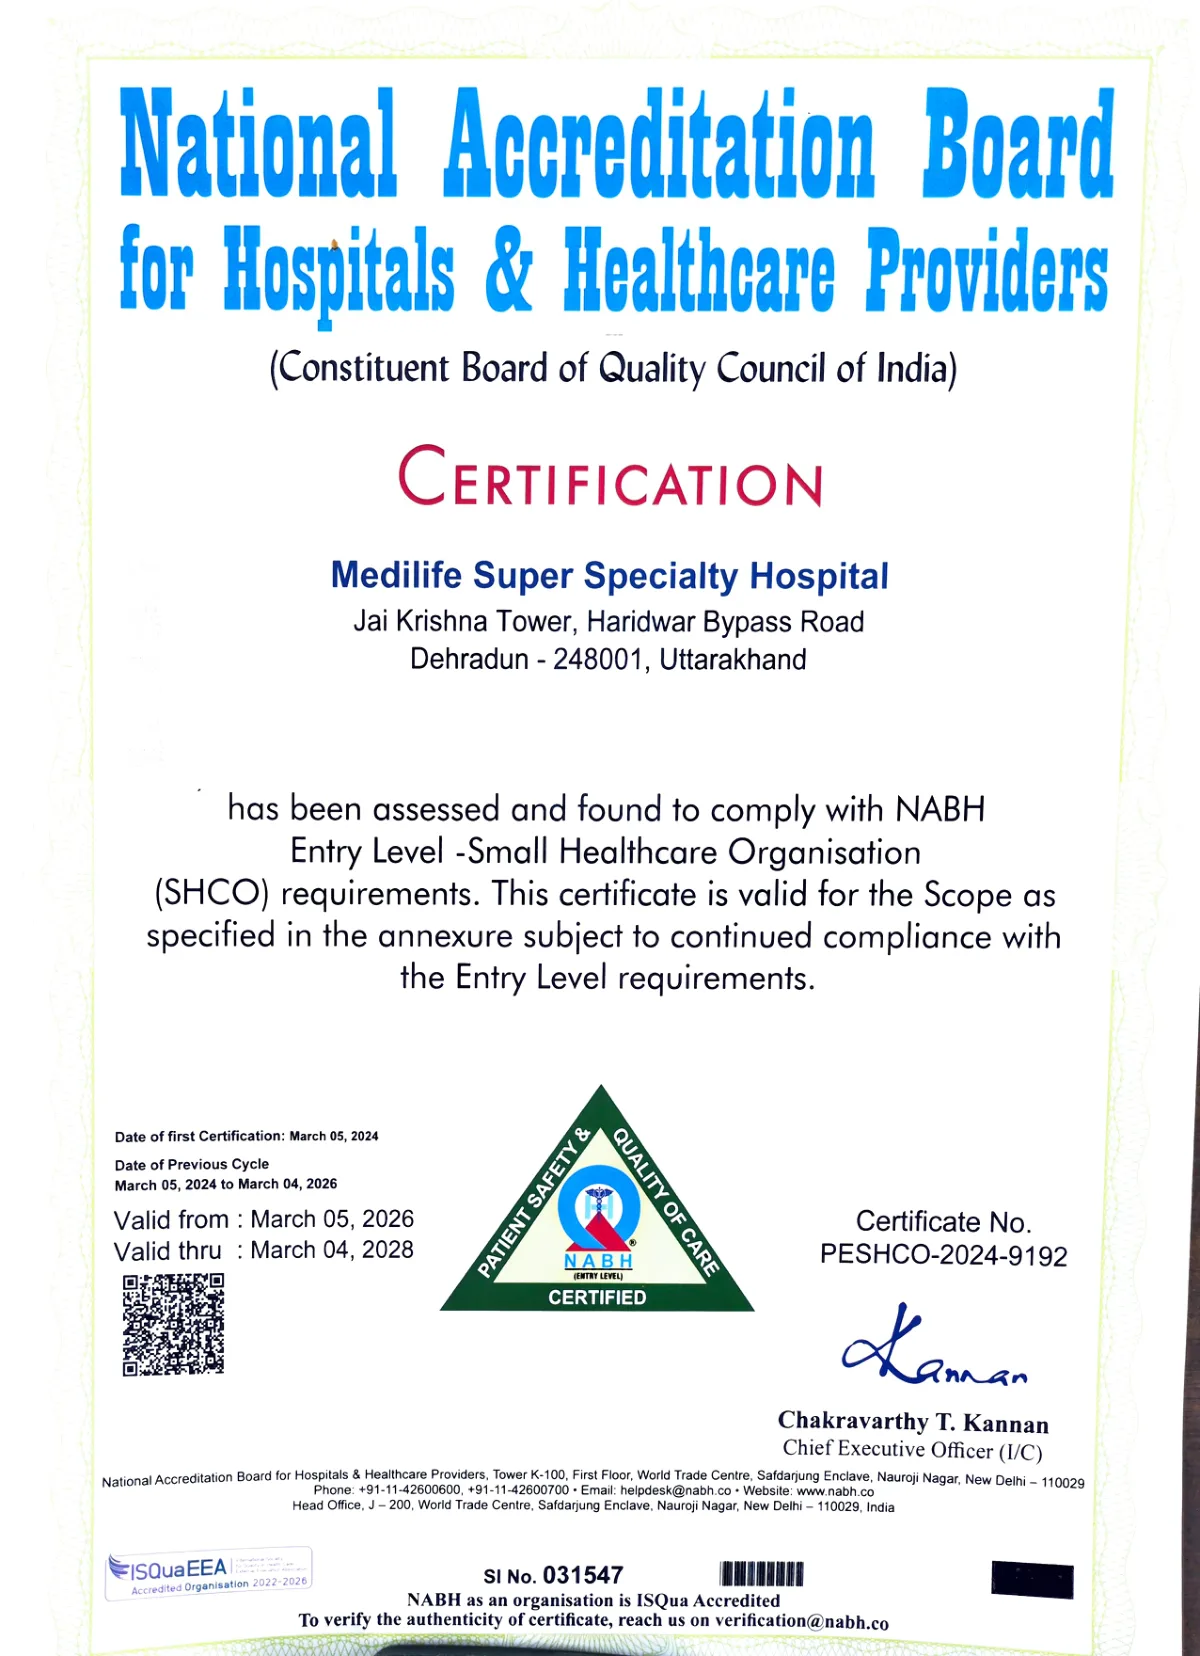 National Accreditation Board
for Hospitals & Healthcare Providers
(Constituent Board of Quality Council of India)
CERTIFICATION
Medilife Super Specialty Hospital
Jai Krishna Tower, Haridwar Bypass Road
Dehradun - 248001, Uttarakhand
has been assessed and found to comply with NABH
Entry Level -Small Healthcare Organisation
(SHCO) requirements. This certificate is valid for the Scope as
specified in the annexure subject to continued compliance with
the Entry Level requirements.
Date of first Certification: March 05, 2024
Date of Previous Cycle
March 05, 2024 to March 04, 2026
Valid from : March 05, 2026
Valid thru : March 04, 2028
PATIENT SAFETY & QUALITY OF CARE
NABH
(ENTRY LEVEL)
CERTIFIED
Certificate No.
PESHCO-2024-9192
Kannan
Chakravarthy T. Kannan
Chief Executive Officer (I/C)
National Accreditation Board for Hospitals & Healthcare Providers, Tower K-100, First Floor, World Trade Centre, Safdarjung Enclave, Nauroji Nagar, New Delhi – 110029
Phone: +91-11-42600600, +91-11-42600700 • Email: helpdesk@nabh.co • Website: www.nabh.co
Head Office, J – 200, World Trade Centre, Safdarjung Enclave, Nauroji Nagar, New Delhi – 110029, India
ISQuaEEA
Accredited Organisation 2022-2026
SI No. 031547
NABH as an organisation is ISQua Accredited
To verify the authenticity of certificate, reach us on verification@nabh.co